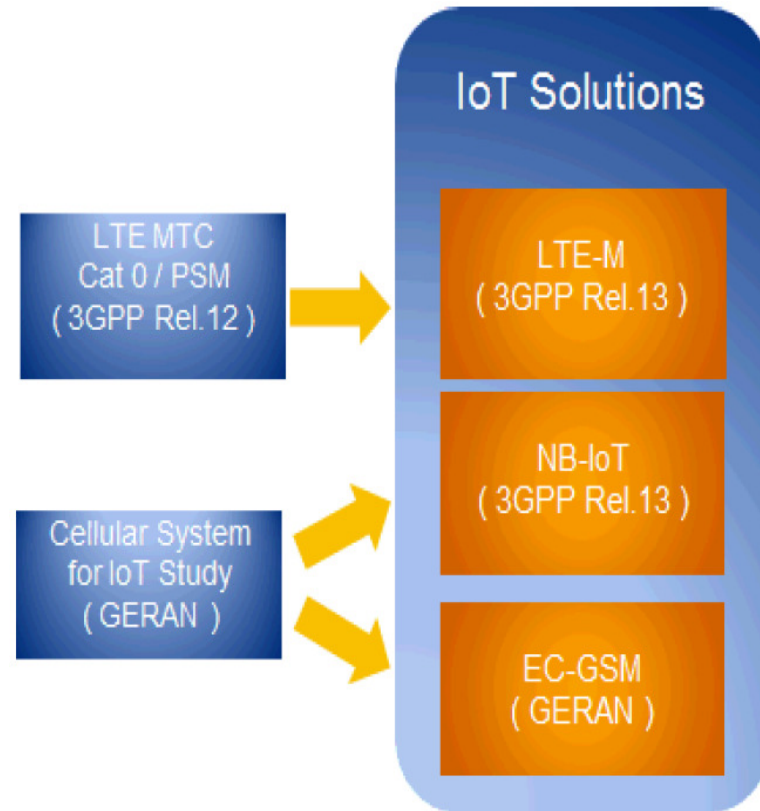 IoT Solutions
LTE MTC
Cat 0 / PSM
( 3GPP Rel.12 )
LTE-M
( 3GPP Rel.13 )
NB-IoT
( 3GPP Rel.13 )
Cellular System
for IoT Study
( GERAN )
EC-GSM
( GERAN )